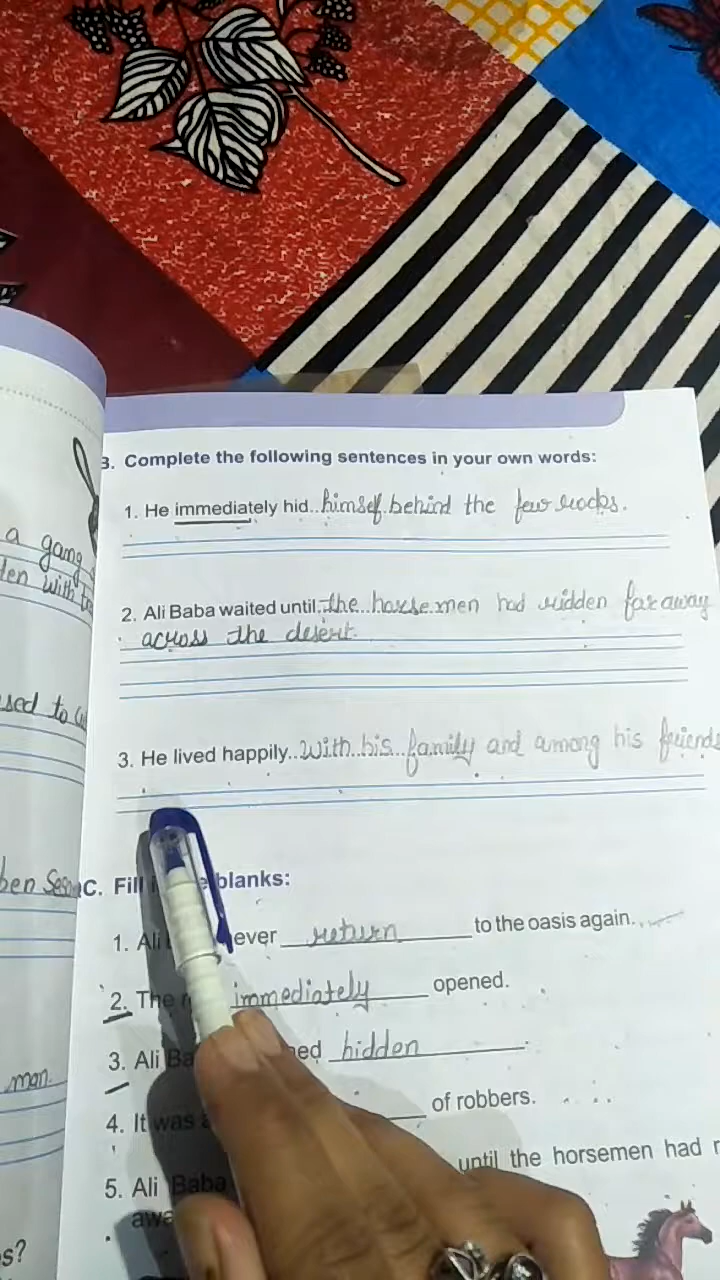 3. Complete the following sentences in your own words:
1. He immediately hid..himself behind the few rocks.
2. Ali Baba waited until..the..horse.men had ridden far away
across the desert.
3. He lived happily..with..his..family and among his friends
C. Fill blanks:
1. Ali ever return to the oasis again.
2. The immediately opened.
3. Ali Ba ned hidden
4. It was of robbers.
5. Ali Baba until the horsemen had r
awa
a gang
den with
sed to
ben Ses
man.
s?